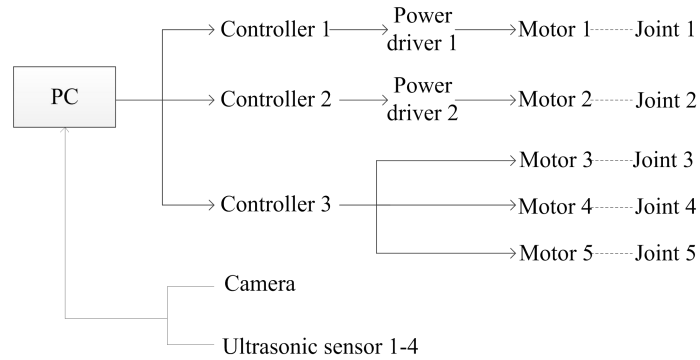 Controller 1
Power
driver 1
Motor 1
Joint 1
PC
Controller 2
Power
driver 2
Motor 2
Joint 2
Motor 3
Joint 3
Controller 3
Motor 4
Joint 4
Motor 5
Joint 5
Camera
Ultrasonic sensor 1-4